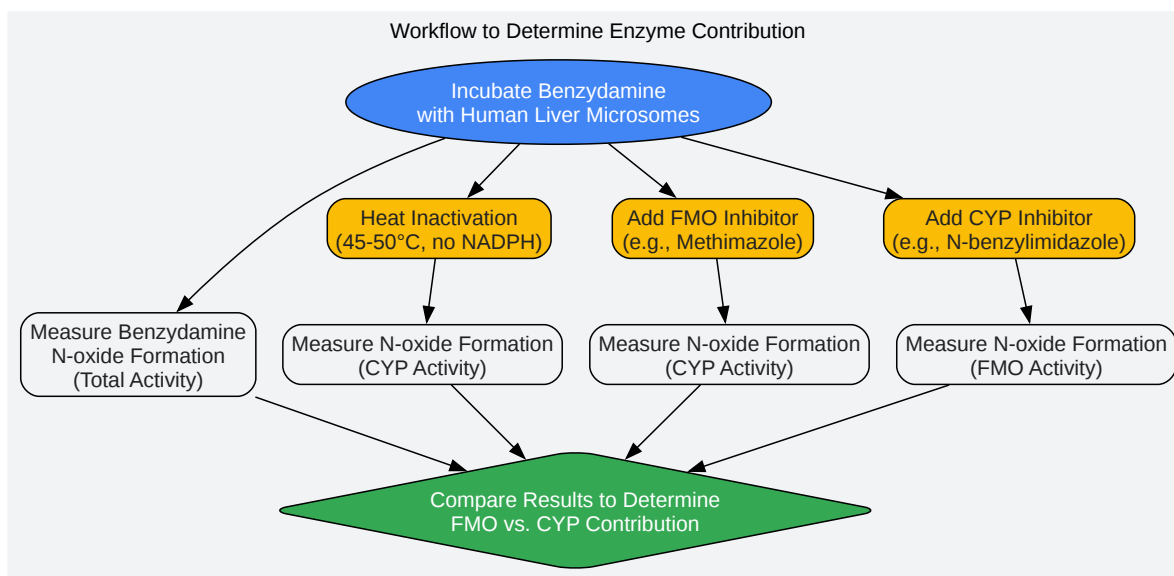 Workflow to Determine Enzyme Contribution
Incubate Benzydamine
with Human Liver Microsomes
Heat Inactivation
(45-50°C, no NADPH)
Add FMO Inhibitor
(e.g., Methimazole)
Add CYP Inhibitor
(e.g., N-benzylimidazole)
Measure Benzydamine
N-oxide Formation
(Total Activity)
Measure N-oxide Formation
(CYP Activity)
Measure N-oxide Formation
(CYP Activity)
Measure N-oxide Formation
(FMO Activity)
Compare Results to Determine
FMO vs. CYP Contribution